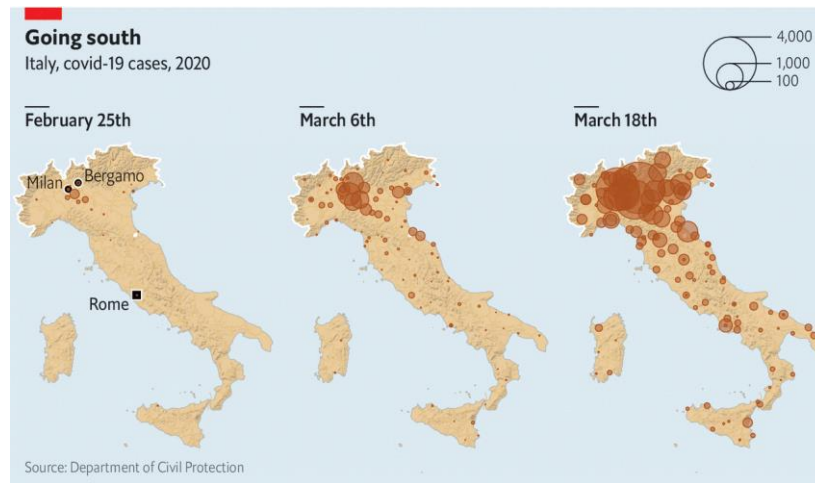 Going south
Italy, covid-19 cases, 2020
4,000
1,000
100
February 25th
March 6th
March 18th
Milan
Bergamo
Rome
Source: Department of Civil Protection